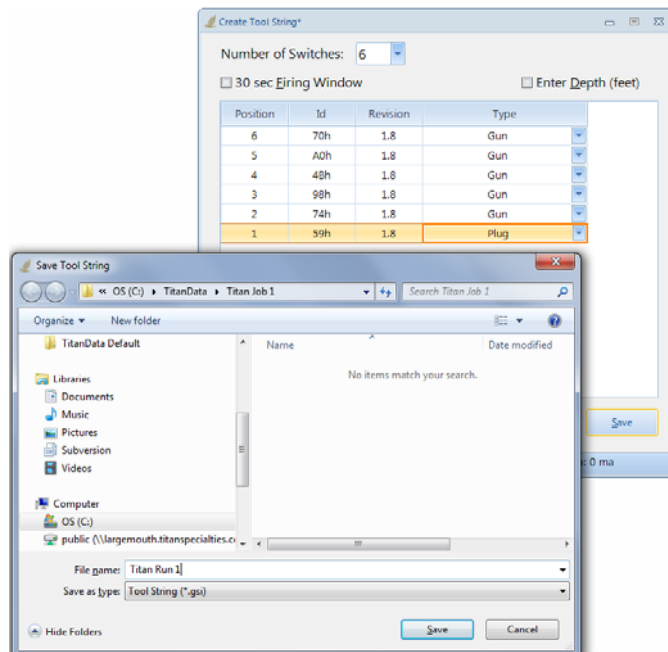 Create Tool String*
Number of Switches: 6
30 sec Firing Window
Enter Depth (feet)
Position Id Revision Type
6 70h 1.8 Gun
5 A0h 1.8 Gun
4 48h 1.8 Gun
3 98h 1.8 Gun
2 74h 1.8 Gun
1 59h 1.8 Plug
Save
: 0 ma
Save Tool String
« OS (C:) ▸ TitanData ▸ Titan Job 1
Search Titan Job 1
Organize
New folder
TitanData Default
Libraries
Documents
Music
Pictures
Subversion
Videos
Computer
OS (C:)
public (\\largemouth.titanspecialties.c
Name
Date modified
No items match your search.
File name: Titan Run 1
Save as type: Tool String (*.gsi)
Hide Folders
Save
Cancel